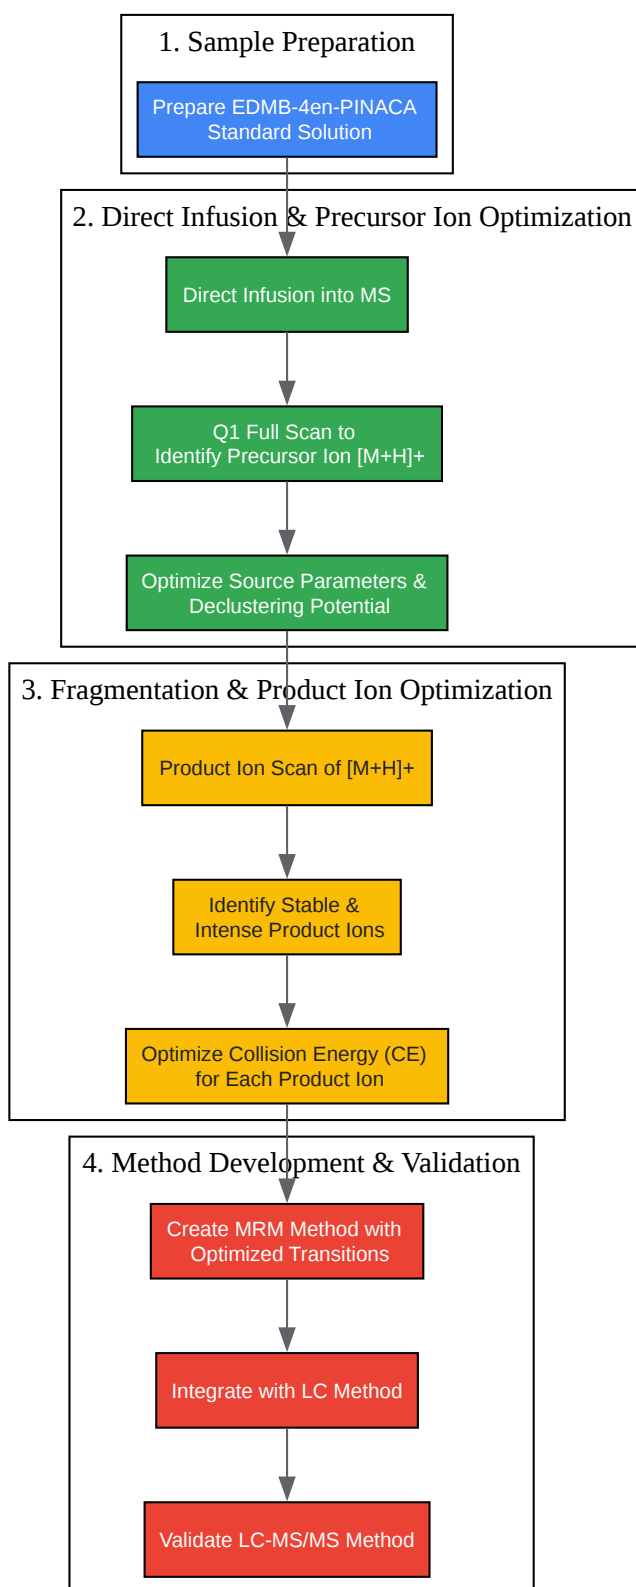 1. Sample Preparation
Prepare EDMB-4en-PINACA
Standard Solution
2. Direct Infusion & Precursor Ion Optimization
Direct Infusion into MS
Q1 Full Scan to
Identify Precursor Ion [M+H]+
Optimize Source Parameters &
Declustering Potential
3. Fragmentation & Product Ion Optimization
Product Ion Scan of [M+H]+
Identify Stable &
Intense Product Ions
Optimize Collision Energy (CE)
for Each Product Ion
4. Method Development & Validation
Create MRM Method with
Optimized Transitions
Integrate with LC Method
Validate LC-MS/MS Method